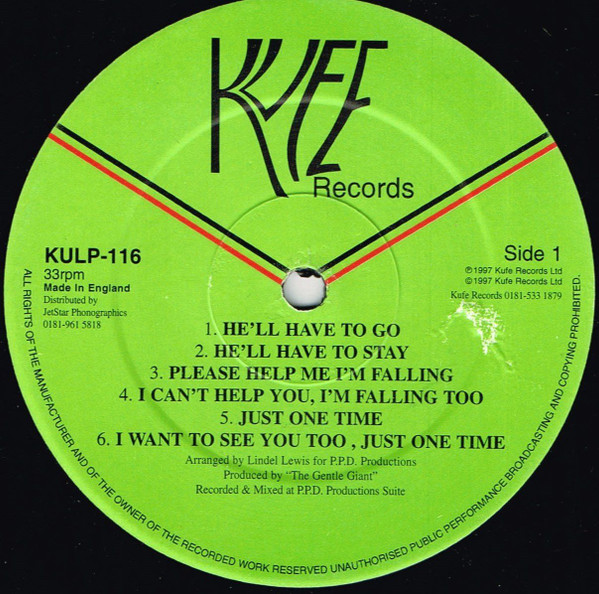 KUFE
Records
KULP-116
33rpm
Made In England
Distributed by
JetStar Phonographics
0181-961 5818
Side 1
℗1997 Kufe Records Ltd
©1997 Kufe Records Ltd
Kufe Records 0181-533 1879
1. HE'LL HAVE TO GO
2. HE'LL HAVE TO STAY
3. PLEASE HELP ME I'M FALLING
4. I CAN'T HELP YOU, I'M FALLING TOO
5. JUST ONE TIME
6. I WANT TO SEE YOU TOO , JUST ONE TIME
Arranged by Lindel Lewis for P.P.D. Productions
Produced by "The Gentle Giant"
Recorded & Mixed at P.P.D. Productions Suite
ALL RIGHTS OF THE MANUFACTURER AND OF THE OWNER OF THE RECORDED WORK RESERVED UNAUTHORISED PUBLIC PERFORMANCE BROADCASTING AND COPYING PROHIBITED.